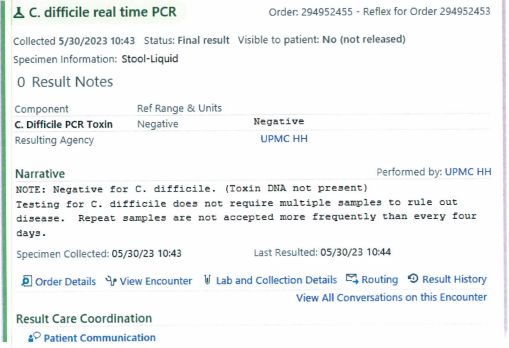 C. difficile real time PCR Order: 294952455 - Reflex for Order 294952453
Collected 5/30/2023 10:43 Status: Final result Visible to patient: No (not released)
Specimen Information: Stool-Liquid
0 Result Notes
Component Ref Range & Units
C. Difficile PCR Toxin Negative Negative
Resulting Agency UPMC HH
Narrative Performed by: UPMC HH
NOTE: Negative for C. difficile. (Toxin DNA not present)
Testing for C. difficile does not require multiple samples to rule out
disease. Repeat samples are not accepted more frequently than every four
days.
Specimen Collected: 05/30/23 10:43 Last Resulted: 05/30/23 10:44
Order Details View Encounter Lab and Collection Details Routing Result History
View All Conversations on this Encounter
Result Care Coordination
Patient Communication